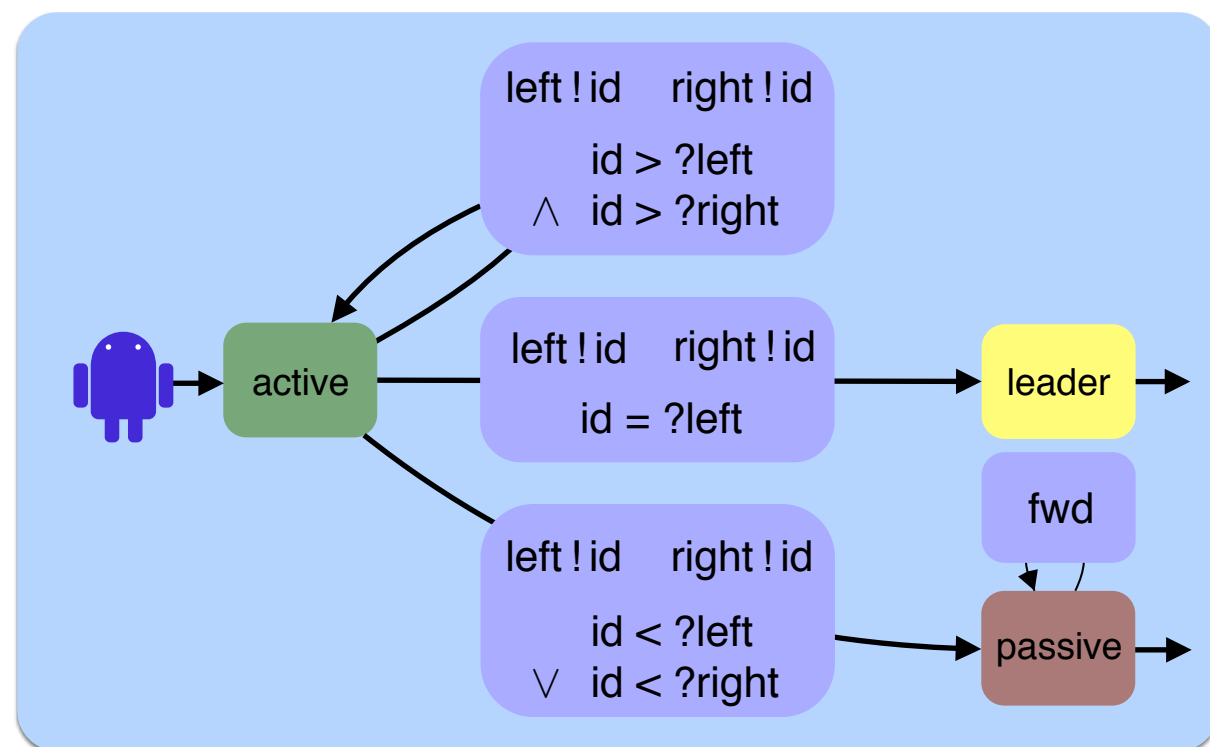 left ! id right ! id
id > ?left
∧ id > ?right
active
left ! id right ! id
id = ?left
leader
fwd
left ! id right ! id
id < ?left
∨ id < ?right
passive